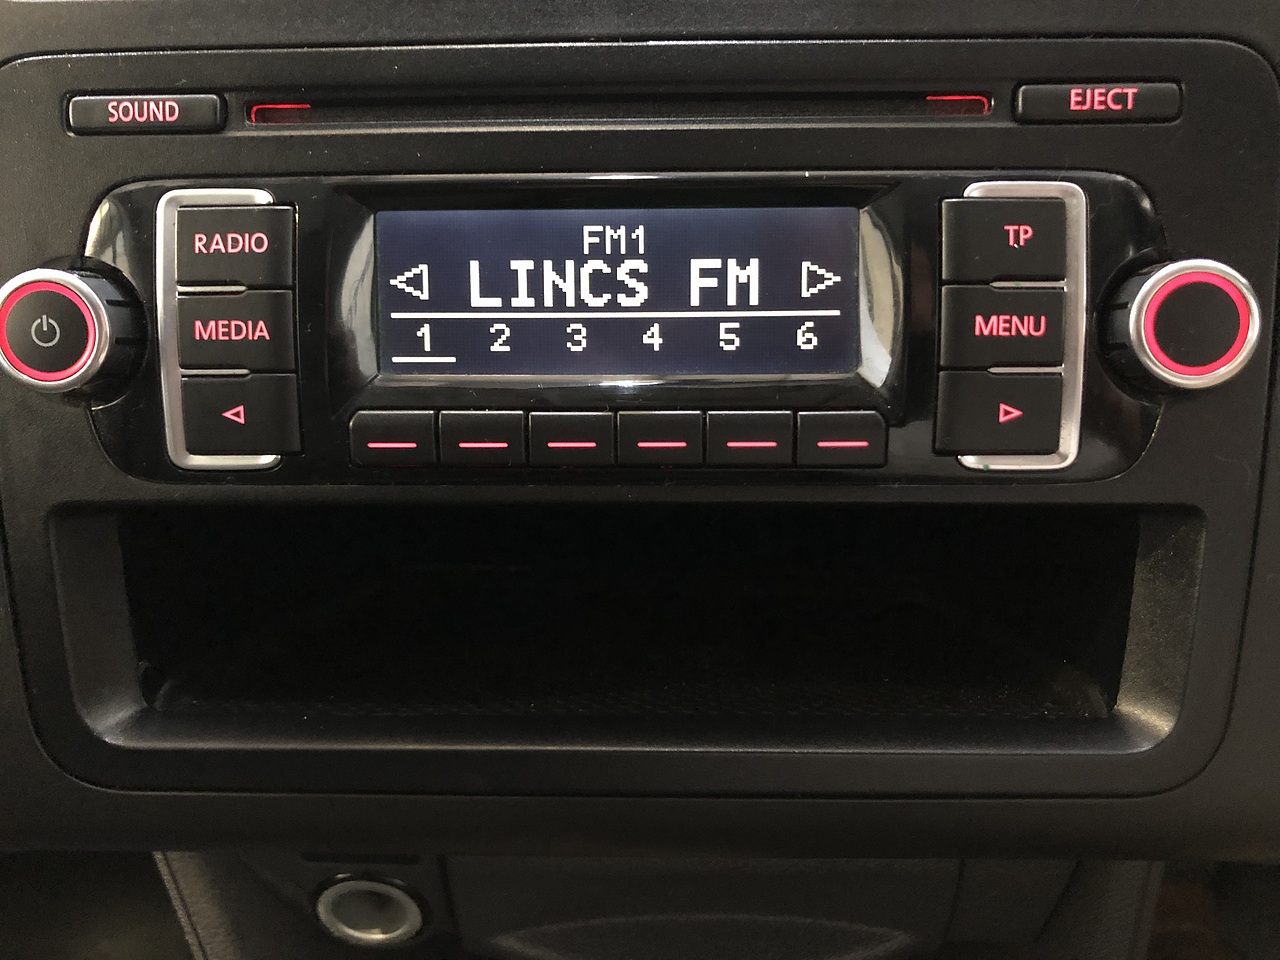 SOUND
EJECT
RADIO
MEDIA
FM1
LINCS FM
1 2 3 4 5 6
TP
MENU